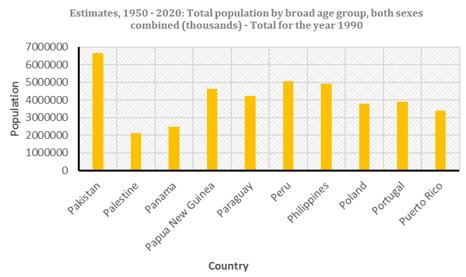 Estimates, 1950 - 2020: Total population by broad age group, both sexes
combined (thousands) - Total for the year 1990
Population
7000000
6000000
5000000
4000000
3000000
2000000
1000000
0
Pakistan
Palestine
Panama
Papua New Guinea
Paraguay
Peru
Philippines
Poland
Portugal
Puerto Rico
Country